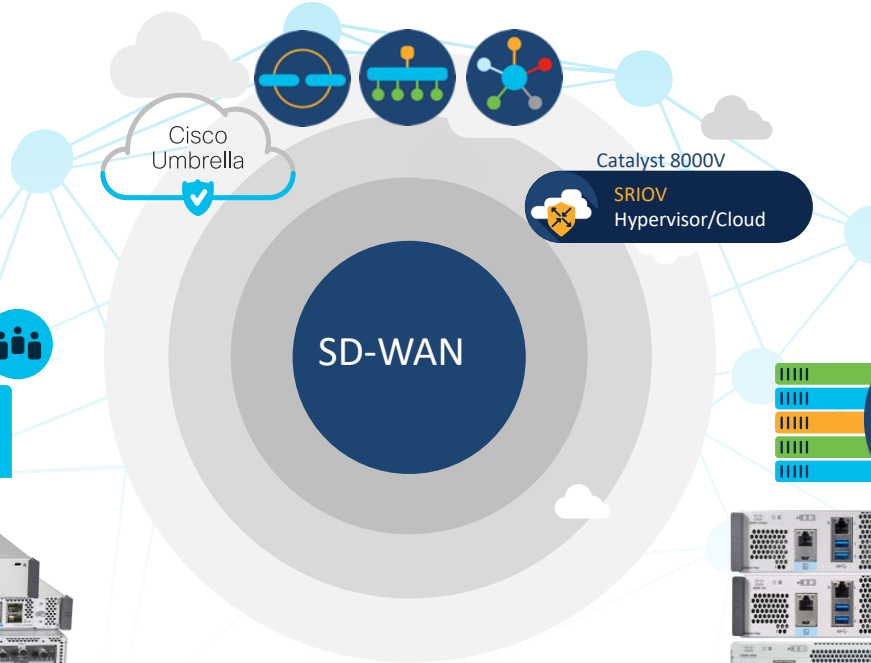 Cisco
Umbrella
Catalyst 8000V
SRIOV
Hypervisor/Cloud
SD-WAN